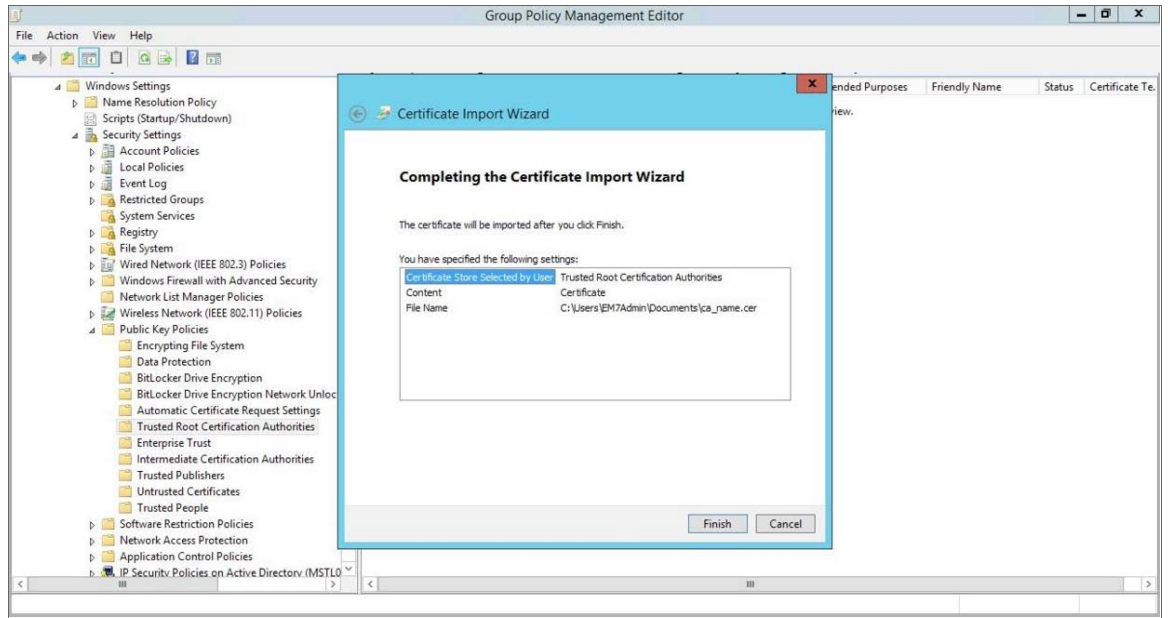 Group Policy Management Editor
File Action View Help
Windows Settings
Name Resolution Policy
Scripts (Startup/Shutdown)
Security Settings
Account Policies
Local Policies
Event Log
Restricted Groups
System Services
Registry
File System
Wired Network (IEEE 802.3) Policies
Windows Firewall with Advanced Security
Network List Manager Policies
Wireless Network (IEEE 802.11) Policies
Public Key Policies
Encrypting File System
Data Protection
BitLocker Drive Encryption
BitLocker Drive Encryption Network Unloc
Automatic Certificate Request Settings
Trusted Root Certification Authorities
Enterprise Trust
Intermediate Certification Authorities
Trusted Publishers
Untrusted Certificates
Trusted People
Software Restriction Policies
Network Access Protection
Application Control Policies
IP Security Policies on Active Directory (MSTL0
Certificate Import Wizard
Completing the Certificate Import Wizard
The certificate will be imported after you click Finish.
You have specified the following settings:
Certificate Store Selected by User Trusted Root Certification Authorities
Content Certificate
File Name C:\Users\EM7Admin\Documents\ca_name.cer
Finish Cancel
ended Purposes Friendly Name Status Certificate Te.
view.